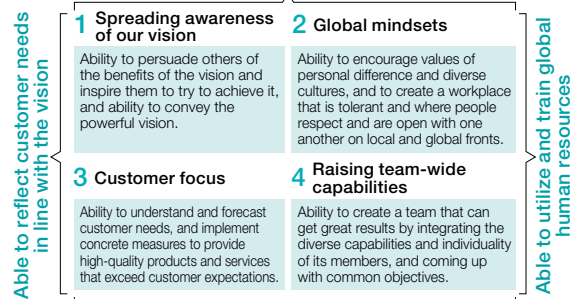 Able to reflect customer needs
in line with the vision
1 Spreading awareness
of our vision
Ability to persuade others of
the benefits of the vision and
inspire them to try to achieve it,
and ability to convey the
powerful vision.
2 Global mindsets
Ability to encourage values of
personal difference and diverse
cultures, and to create a workplace
that is tolerant and where people
respect and are open with one
another on local and global fronts.
3 Customer focus
Ability to understand and forecast
customer needs, and implement
concrete measures to provide
high-quality products and services
that exceed customer expectations.
4 Raising team-wide
capabilities
Ability to create a team that can
get great results by integrating the
diverse capabilities and individuality
of its members, and coming up
with common objectives.
Able to utilize and train global
human resources